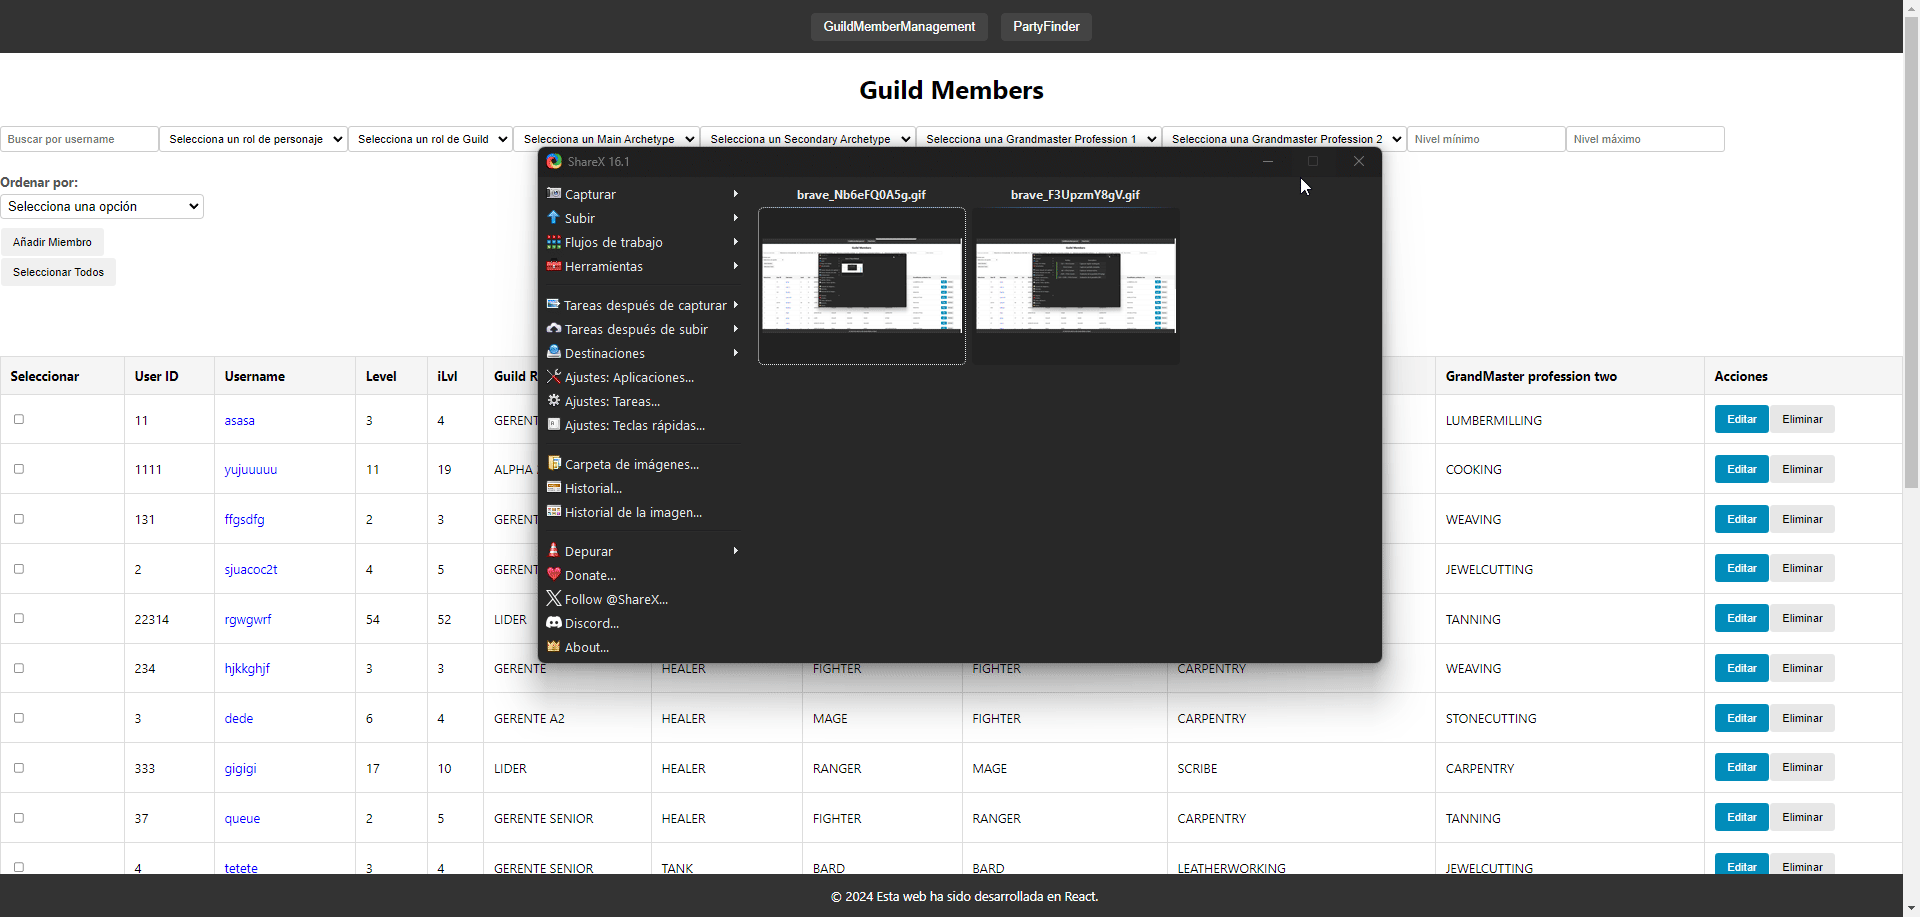 GuildMemberManagement PartyFinder
Guild Members
Buscar por username Selecciona un rol de personaje Selecciona un rol de Guild Selecciona un Main Archetype Selecciona un Secondary Archetype Selecciona una Grandmaster Profession 1 Selecciona una Grandmaster Profession 2 Nivel mínimo Nivel máximo
Ordenar por:
Selecciona una opción
Añadir Miembro
Seleccionar Todos
ShareX 16.1
Capturar
Subir
Flujos de trabajo
Herramientas
Tareas después de capturar
Tareas después de subir
Destinaciones
Ajustes: Aplicaciones...
Ajustes: Tareas...
Ajustes: Teclas rápidas...
Carpeta de imágenes...
Historial...
Historial de la imagen...
Depurar
Donate...
Follow @ShareX...
Discord...
About...
brave_Nb6eFQ0A5g.gif brave_F3UpzmY8gV.gif
Seleccionar User ID Username Level iLvl Guild R GrandMaster profession two Acciones
11 asasa 3 4 GERENT LUMBERMILLING Editar Eliminar
1111 yujuuuuu 11 19 ALPHA COOKING Editar Eliminar
131 ffgsdfg 2 3 GERENT WEAVING Editar Eliminar
2 sjuacoc2t 4 5 GERENT JEWELCUTTING Editar Eliminar
22314 rgwgwrf 54 52 LIDER TANNING Editar Eliminar
234 hjkkghjf 3 3 GERENTE HEALER FIGHTER FIGHTER CARPENTRY WEAVING Editar Eliminar
3 dede 6 4 GERENTE A2 HEALER MAGE FIGHTER CARPENTRY STONECUTTING Editar Eliminar
333 gigigi 17 10 LIDER HEALER RANGER MAGE SCRIBE CARPENTRY Editar Eliminar
37 queue 2 5 GERENTE SENIOR HEALER FIGHTER RANGER CARPENTRY TANNING Editar Eliminar
4 tetete 3 4 GERENTE SENIOR TANK BARD BARD LEATHERWORKING JEWELCUTTING Editar Eliminar
© 2024 Esta web ha sido desarrollada en React.